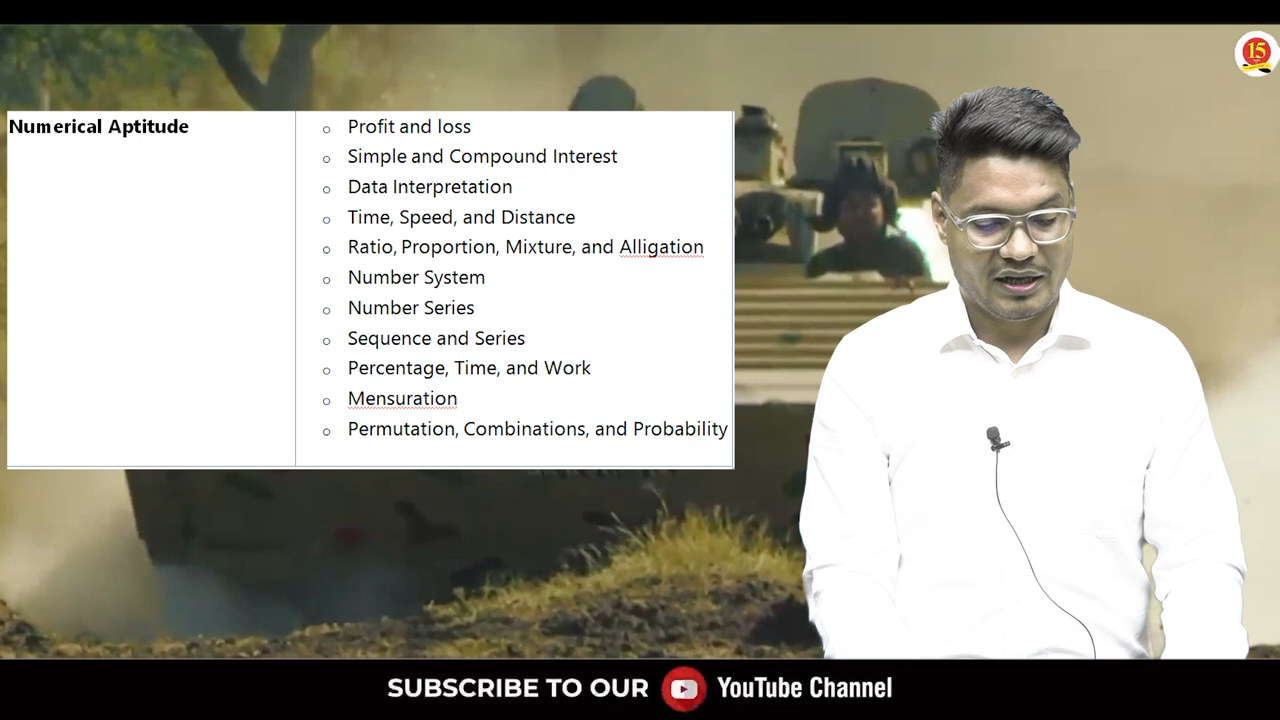 15
Numerical Aptitude
Profit and loss
Simple and Compound Interest
Data Interpretation
Time, Speed, and Distance
Ratio, Proportion, Mixture, and Alligation
Number System
Number Series
Sequence and Series
Percentage, Time, and Work
Mensuration
Permutation, Combinations, and Probability
SUBSCRIBE TO OUR YouTube Channel